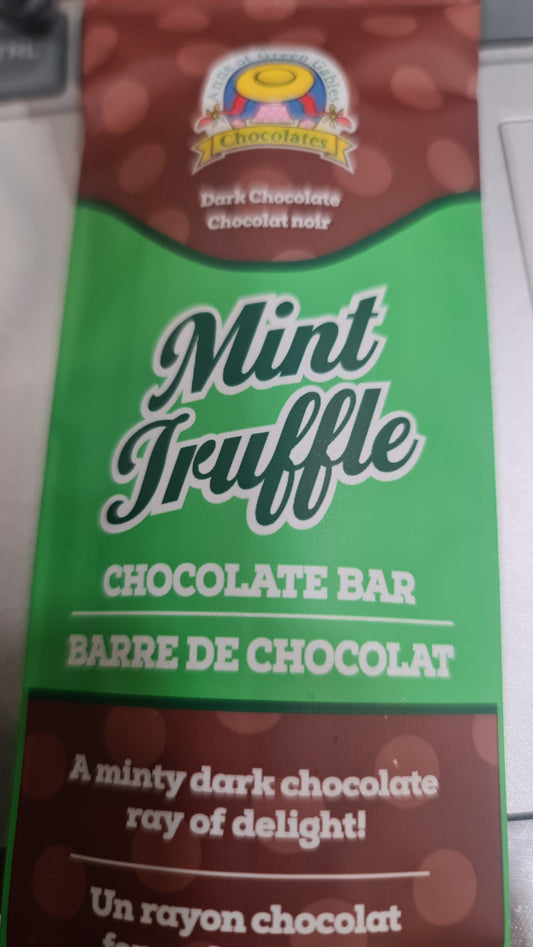 TRL
Anne of Green Gables
Chocolates
Dark Chocolate
Chocolat noir
Mint
Truffle
CHOCOLATE BAR
BARRE DE CHOCOLAT
A minty dark chocolate
ray of delight!
Un rayon chocolat